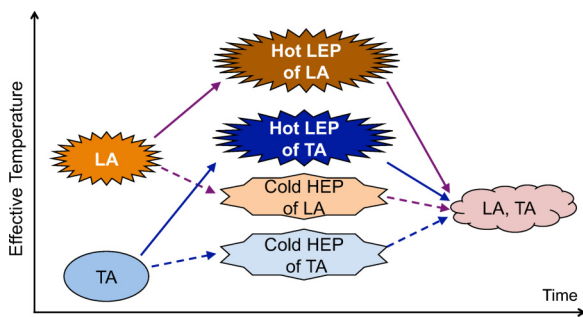 Effective Temperature
Hot LEP
of LA
Hot LEP
of TA
LA
Cold HEP
of LA
LA, TA
Cold HEP
of TA
TA
Time